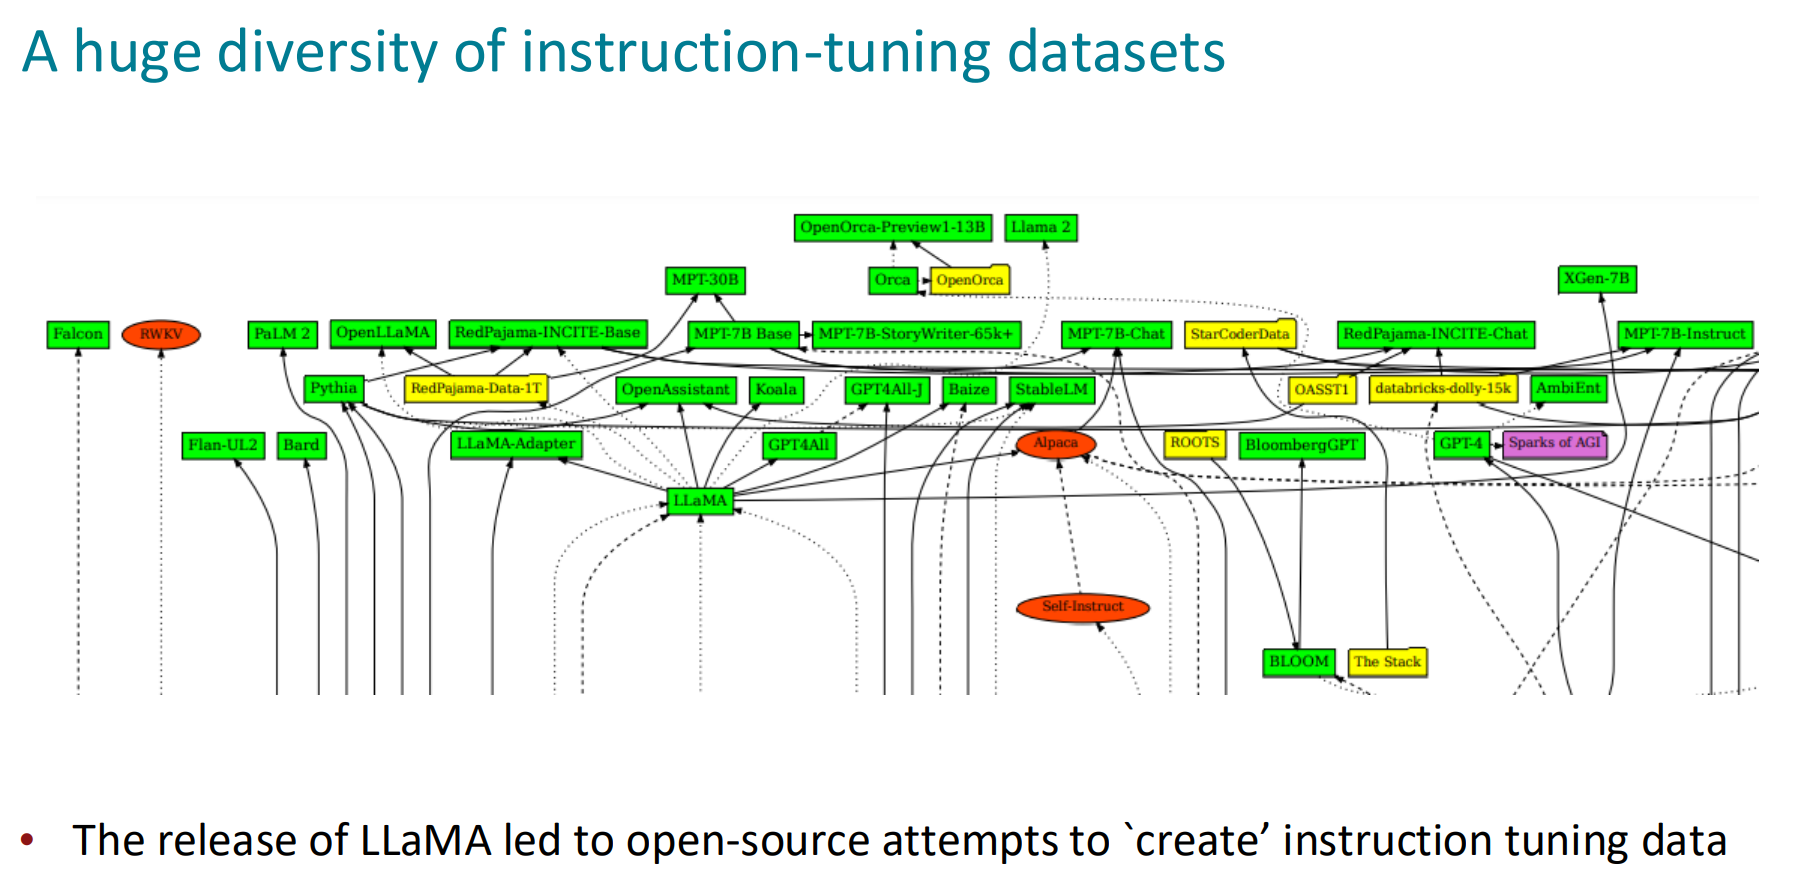 A huge diversity of instruction-tuning datasets
OpenOrca-Preview1-13B
Llama 2
MPT-30B
Orca
OpenOrca
XGen-7B
Falcon
RWKV
PaLM 2
OpenLLaMA
RedPajama-INCITE-Base
MPT-7B Base
MPT-7B-StoryWriter-65k+
MPT-7B-Chat
StarCoderData
RedPajama-INCITE-Chat
MPT-7B-Instruct
Pythia
RedPajama-Data-1T
OpenAssistant
Koala
GPT4All-J
Baize
StableLM
OASST1
databricks-dolly-15k
AmbiEnt
Flan-UL2
Bard
LLaMA-Adapter
GPT4All
Alpaca
ROOTS
BloombergGPT
GPT-4
Sparks of AGI
LLaMA
Self-Instruct
BLOOM
The Stack
• The release of LLaMA led to open-source attempts to `create’ instruction tuning data